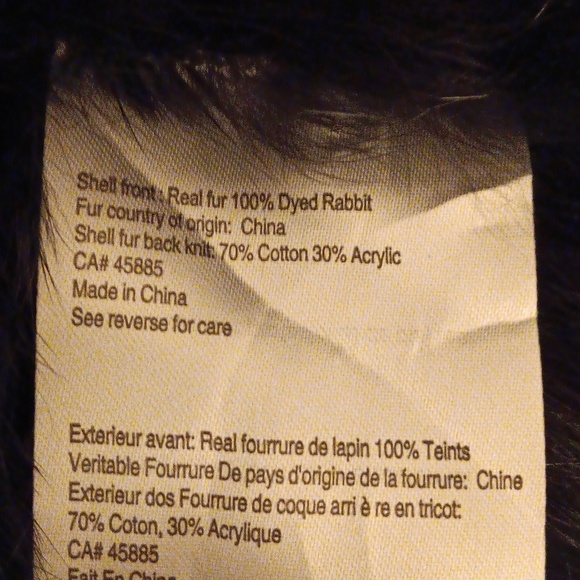 Shell front: Real fur 100% Dyed Rabbit
Fur country of origin: China
Shell fur back knit: 70% Cotton 30% Acrylic
CA# 45885
Made in China
See reverse for care
Exterieur avant: Real fourrure de lapin 100% Teints
Veritable Fourrure De pays d'origine de la fourrure: Chine
Exterieur dos Fourrure de coque arri è re en tricot:
70% Coton, 30% Acrylique
CA# 45885
Fait En Chine